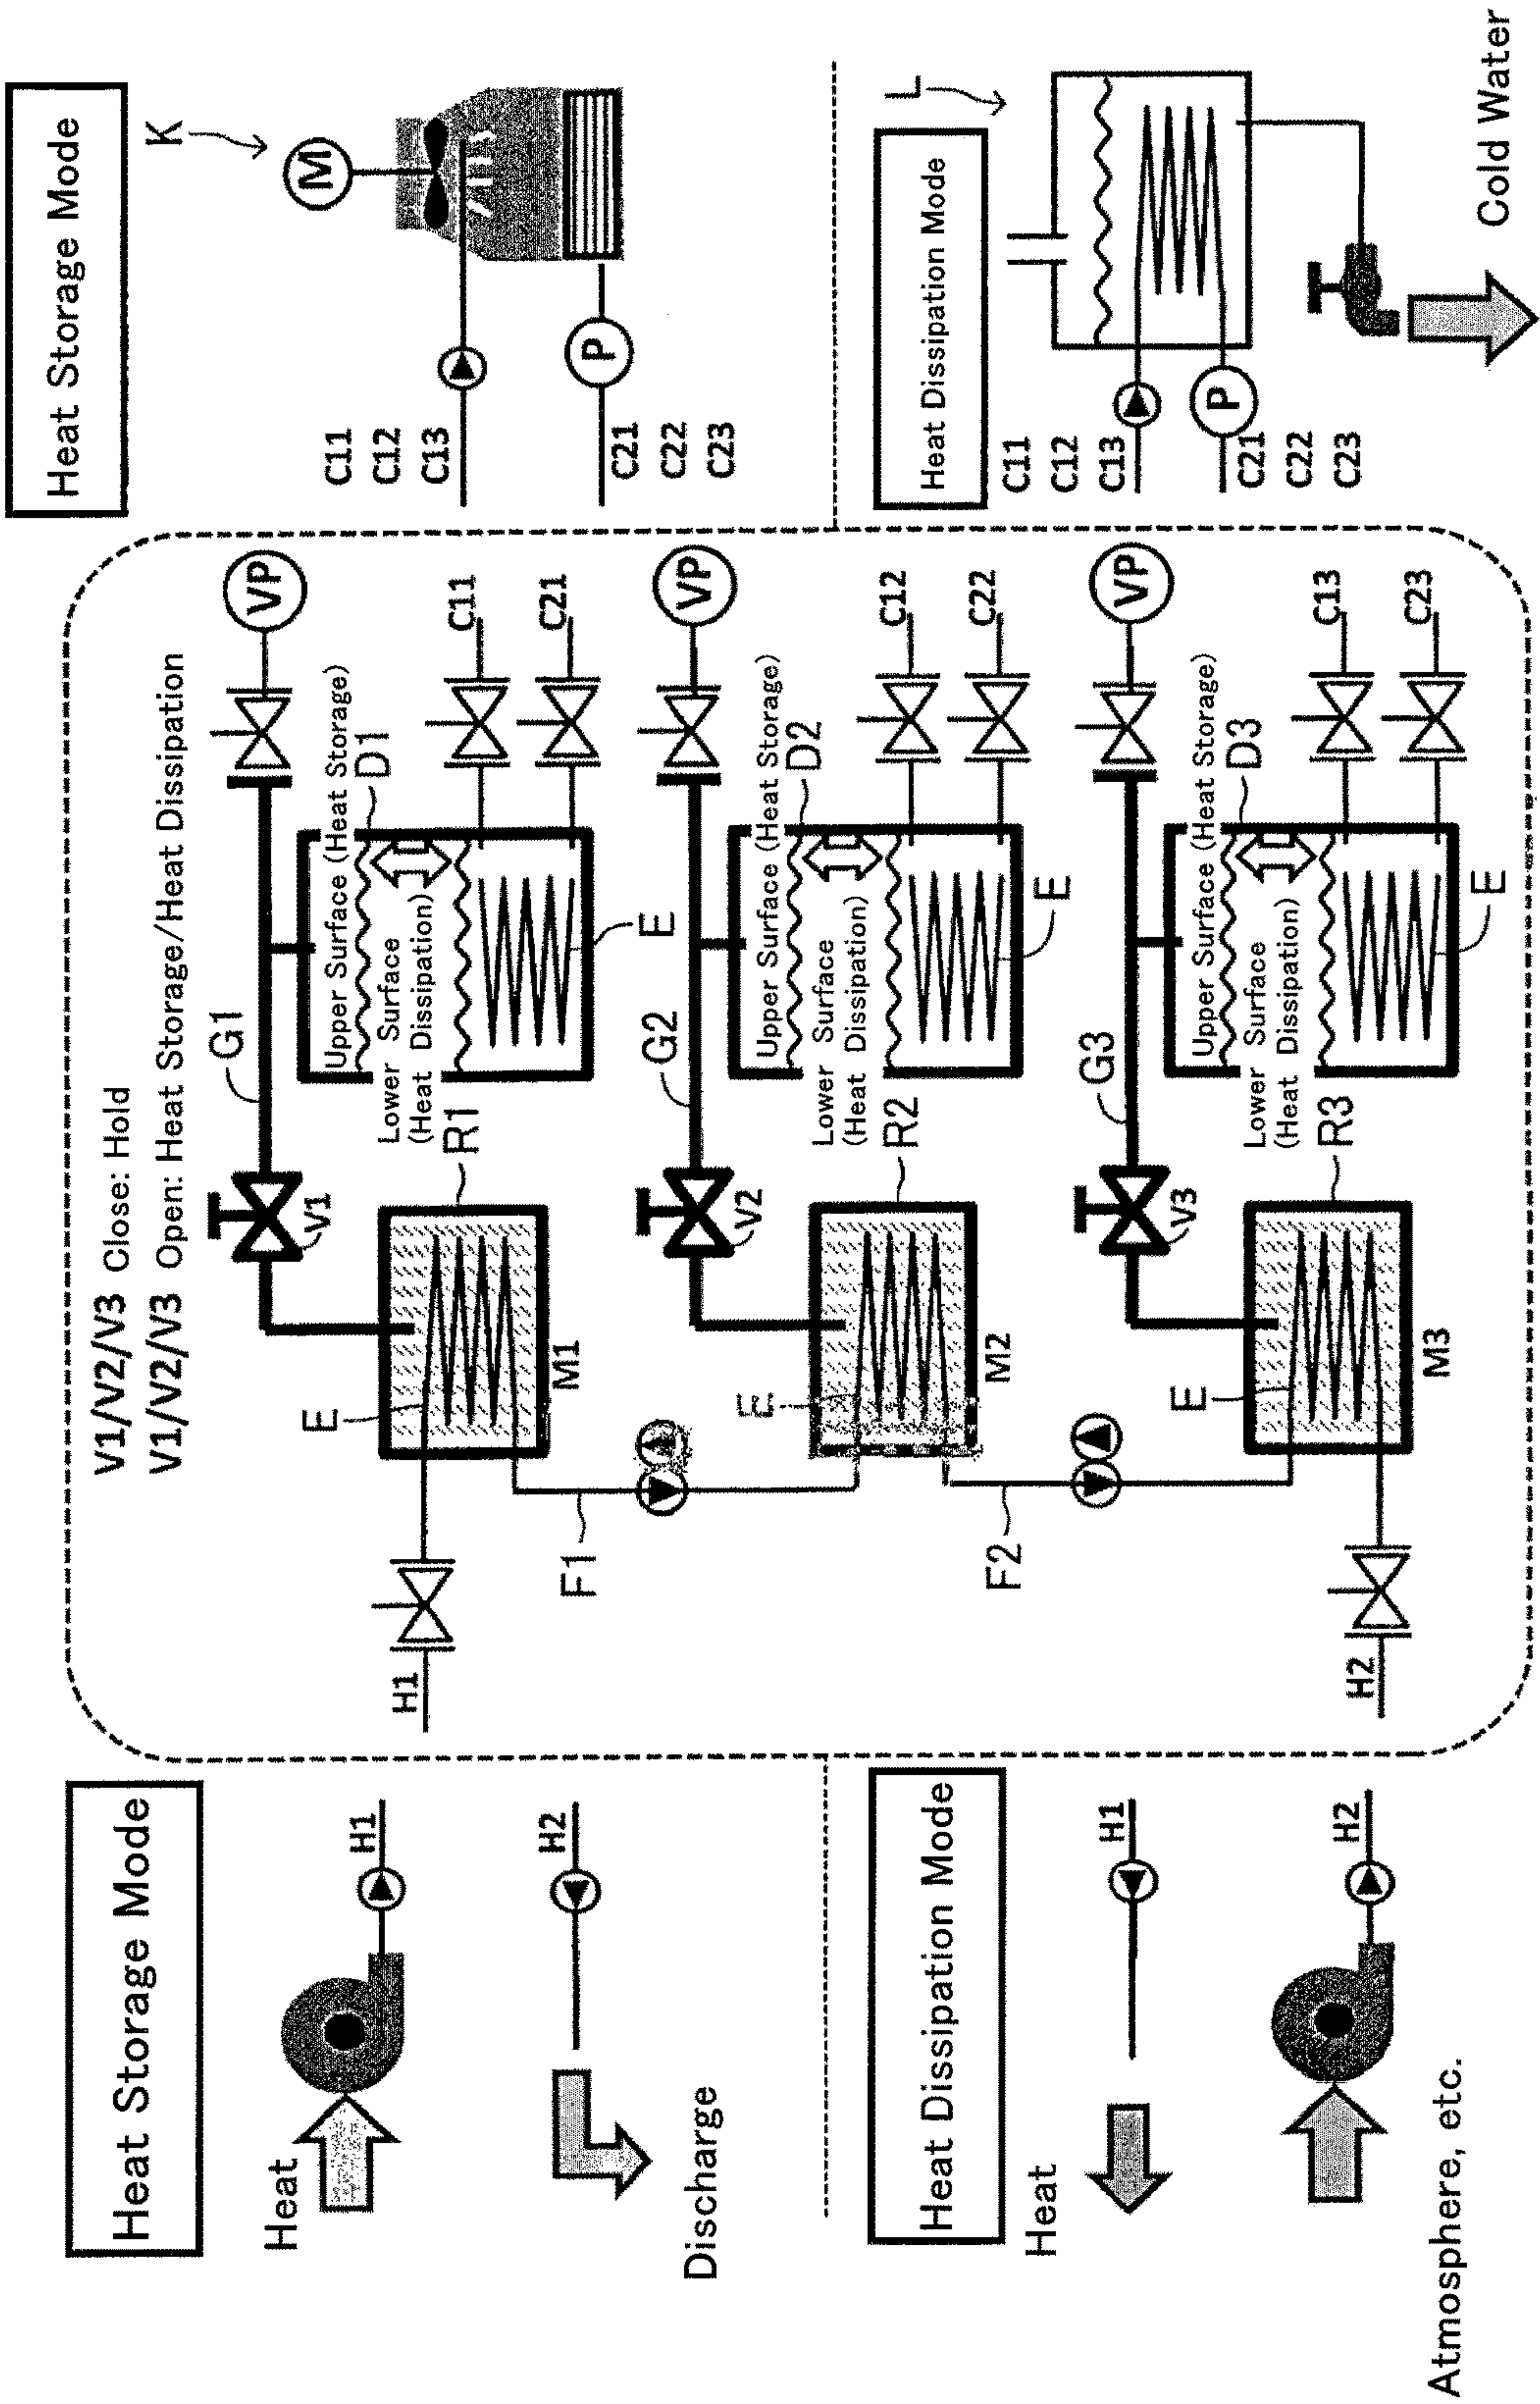 Heat Storage Mode
Heat
H1
H2
Discharge
Heat Dissipation Mode
Heat
H1
H2
Atmosphere, etc.
V1/V2/V3 Close: Hold
V1/V2/V3 Open: Heat Storage/Heat Dissipation
H1
E
M1
R1
V1
G1
VP
Upper Surface (Heat Storage)
D1
Lower Surface
(Heat Dissipation)
E
C11
C21
F1
E
M2
R2
V2
G2
VP
Upper Surface (Heat Storage)
D2
Lower Surface
(Heat Dissipation)
E
C12
C22
F2
H2
E
M3
R3
V3
G3
VP
Upper Surface (Heat Storage)
D3
Lower Surface
(Heat Dissipation)
E
C13
C23
Heat Storage Mode
K
M
C11
C12
C13
P
C21
C22
C23
Heat Dissipation Mode
L
C11
C12
C13
P
C21
C22
C23
Cold Water